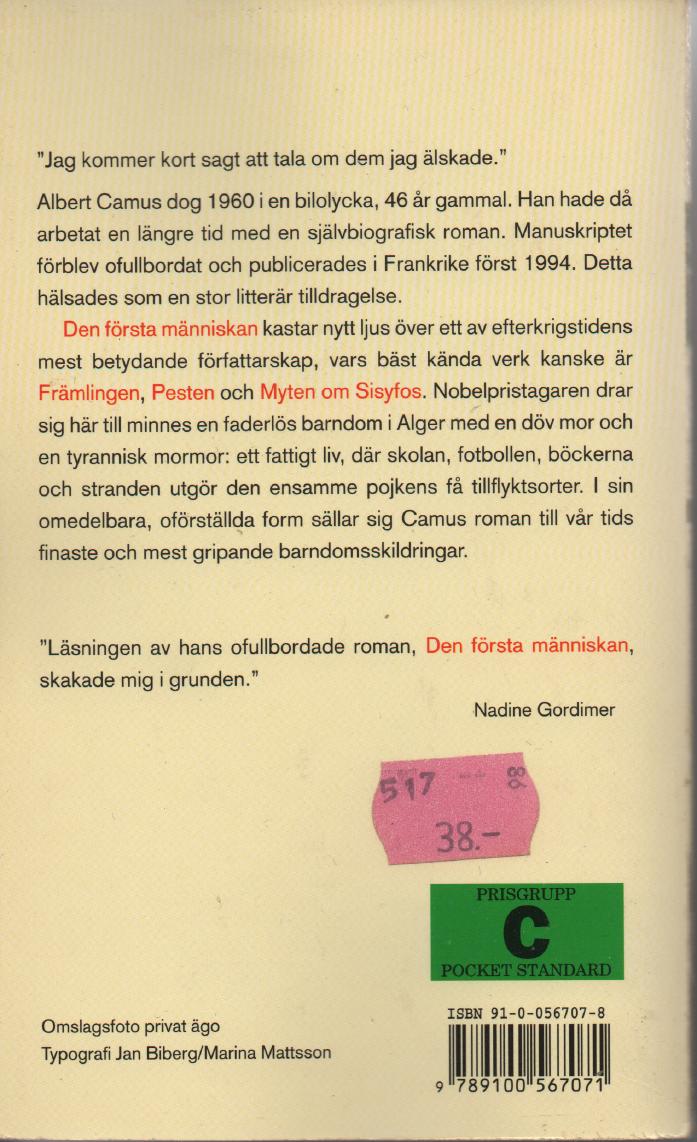 "Jag kommer kort sagt att tala om dem jag älskade."
Albert Camus dog 1960 i en bilolycka, 46 år gammal. Han hade då
arbetat en längre tid med en självbiografisk roman. Manuskriptet
förblev ofullbordat och publicerades i Frankrike först 1994. Detta
hälsades som en stor litterär tilldragelse.
Den första människan kastar nytt ljus över ett av efterkrigstidens
mest betydande författarskap, vars bäst kända verk kanske är
Främlingen, Pesten och Myten om Sisyfos. Nobelpristagaren drar
sig här till minnes en faderlös barndom i Alger med en döv mor och
en tyrannisk mormor: ett fattigt liv, där skolan, fotbollen, böckerna
och stranden utgör den ensamme pojkens få tillflyktsorter. I sin
omedelbara, oförställda form sällar sig Camus roman till vår tids
finaste och mest gripande barndomsskildringar.
"Läsningen av hans ofullbordade roman, Den första människan,
skakade mig i grunden."
Nadine Gordimer
517
38.-
PRISGRUPP
C
POCKET STANDARD
ISBN 91-0-056707-8
9 789100 567071
Omslagsfoto privat ägo
Typografi Jan Biberg/Marina Mattsson